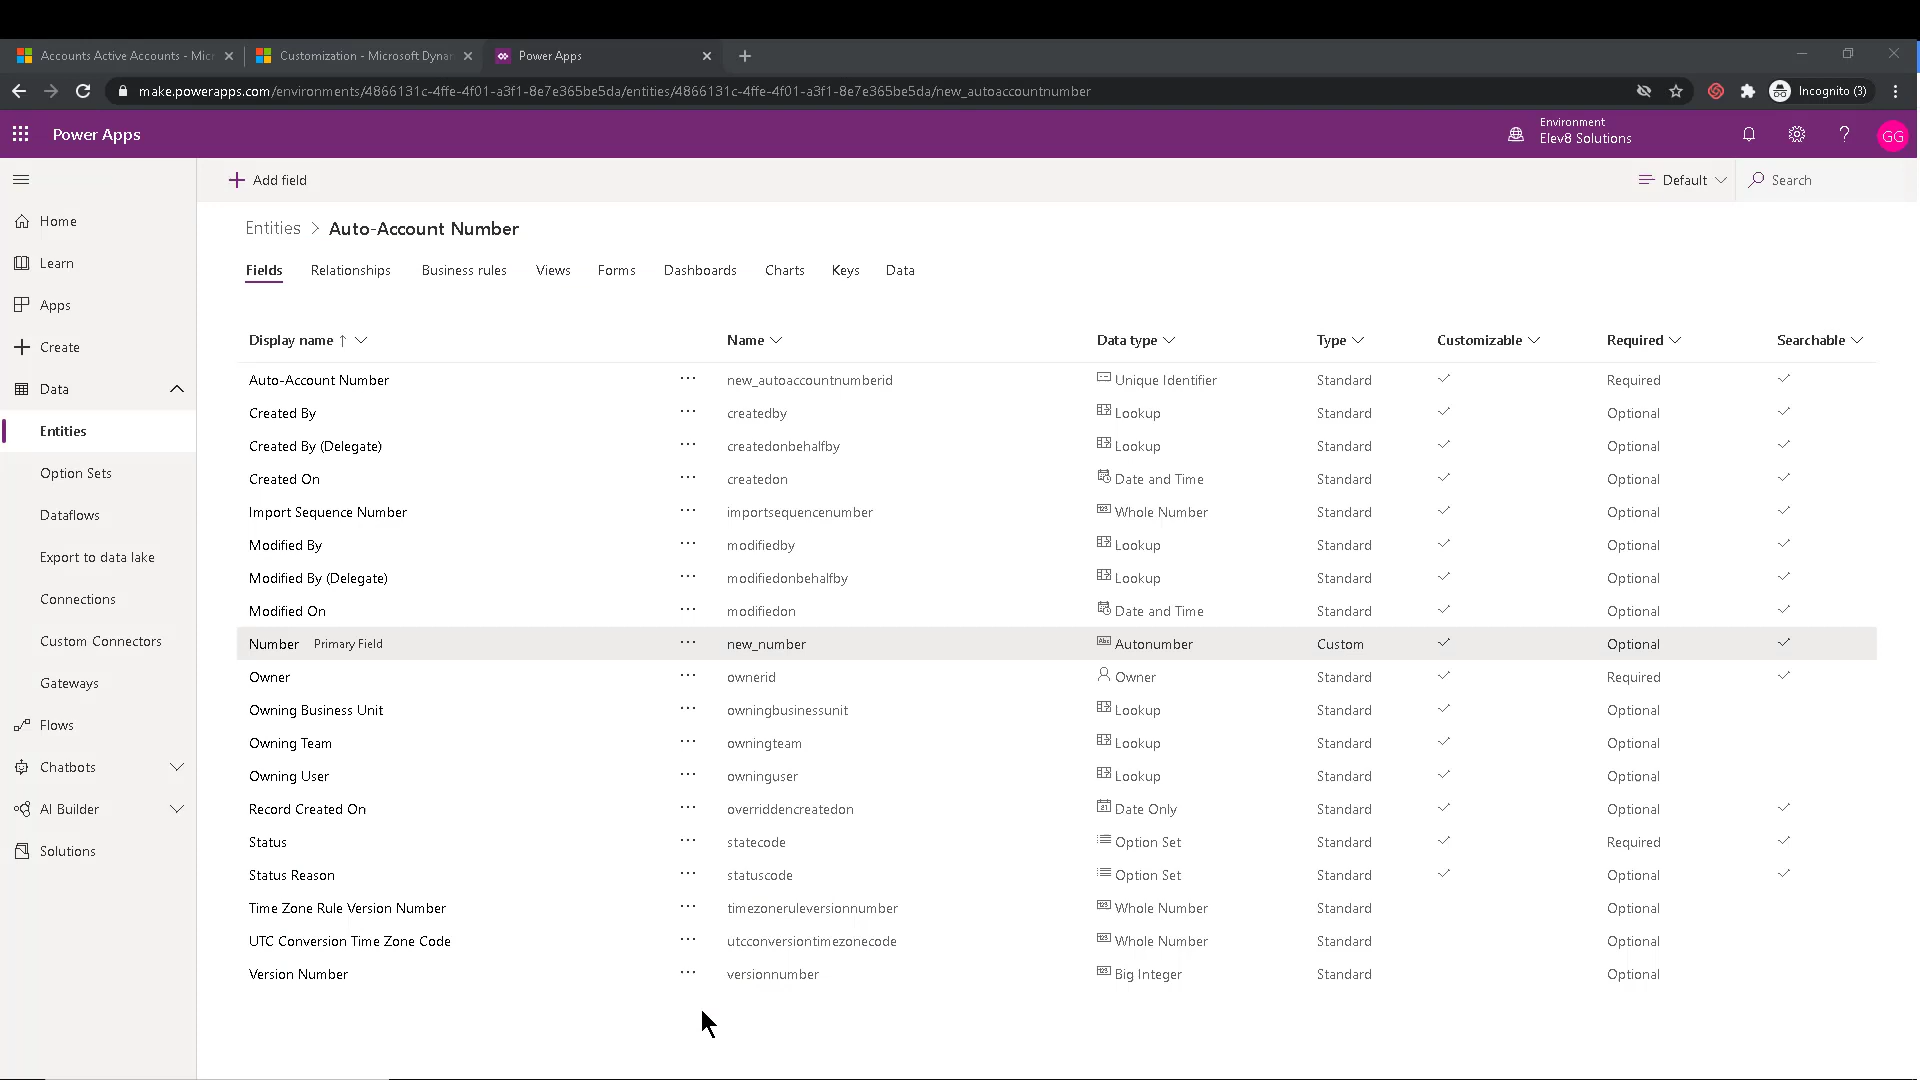 Accounts Active Accounts - Micr
Customization - Microsoft Dynar
Power Apps
make.powerapps.com/environments/4866131c-4ffe-4f01-a3f1-8e7e365be5da/entities/4866131c-4ffe-4f01-a3f1-8e7e365be5da/new_autoaccountnumber
Incognito (3)
Power Apps
Environment
Elev8 Solutions
?
GG
Add field
Default
Search
Home
Learn
Apps
Create
Data
Entities
Option Sets
Dataflows
Export to data lake
Connections
Custom Connectors
Gateways
Flows
Chatbots
AI Builder
Solutions
Entities > Auto-Account Number
Fields Relationships Business rules Views Forms Dashboards Charts Keys Data
Display name ↑ Name Data type Type Customizable Required Searchable
Auto-Account Number ··· new_autoaccountnumberid Unique Identifier Standard Required
Created By ··· createdby Lookup Standard Optional
Created By (Delegate) ··· createdonbehalfby Lookup Standard Optional
Created On ··· createdon Date and Time Standard Optional
Import Sequence Number ··· importsequencenumber Whole Number Standard Optional
Modified By ··· modifiedby Lookup Standard Optional
Modified By (Delegate) ··· modifiedonbehalfby Lookup Standard Optional
Modified On ··· modifiedon Date and Time Standard Optional
Number Primary Field ··· new_number Autonumber Custom Optional
Owner ··· ownerid Owner Standard Required
Owning Business Unit ··· owningbusinessunit Lookup Standard Optional
Owning Team ··· owningteam Lookup Standard Optional
Owning User ··· owninguser Lookup Standard Optional
Record Created On ··· overriddencreatedon Date Only Standard Optional
Status ··· statecode Option Set Standard Required
Status Reason ··· statuscode Option Set Standard Optional
Time Zone Rule Version Number ··· timezoneruleversionnumber Whole Number Standard Optional
UTC Conversion Time Zone Code ··· utcconversiontimezonecode Whole Number Standard Optional
Version Number ··· versionnumber Big Integer Standard Optional